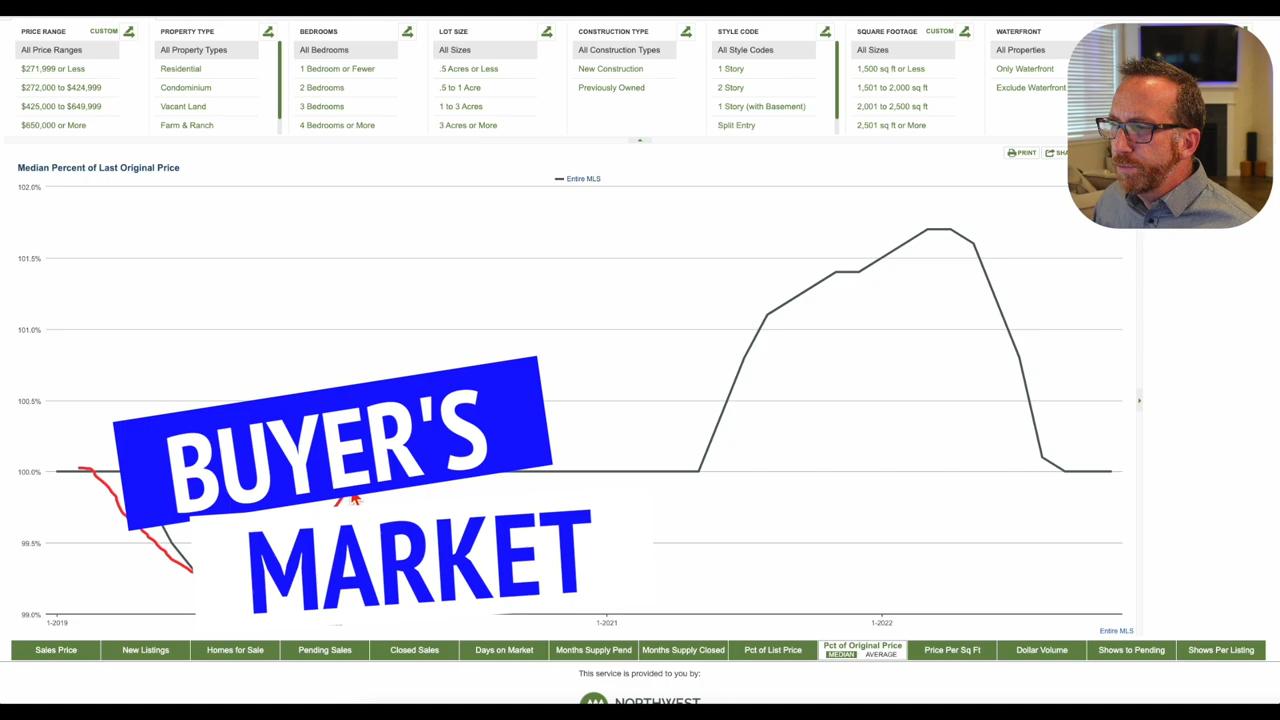 PRICE RANGE CUSTOM PROPERTY TYPE BEDROOMS LOT SIZE CONSTRUCTION TYPE STYLE CODE SQUARE FOOTAGE CUSTOM WATERFRONT
All Price Ranges All Property Types All Bedrooms All Sizes All Construction Types All Style Codes All Sizes All Properties
$271,999 or Less Residential 1 Bedroom or Fewer .5 Acres or Less New Construction 1 Story 1,500 sq ft or Less Only Waterfront
$272,000 to $424,999 Condominium 2 Bedrooms .5 to 1 Acre Previously Owned 2 Story 1,501 to 2,000 sq ft Exclude Waterfront
$425,000 to $649,999 Vacant Land 3 Bedrooms 1 to 3 Acres 1 Story (with Basement) 2,001 to 2,500 sq ft
$650,000 or More Farm & Ranch 4 Bedrooms or More 3 Acres or More Split Entry 2,501 sq ft or More
PRINT SHA
Median Percent of Last Original Price
Entire MLS
102.0%
101.5%
101.0%
100.5%
BUYER'S
100.0%
MARKET
99.5%
99.0%
1-2019 1-2021 1-2022
Entire MLS
Sales Price New Listings Homes for Sale Pending Sales Closed Sales Days on Market Months Supply Pend Months Supply Closed Pct of List Price Pct of Original Price Price Per Sq Ft Dollar Volume Shows to Pending Shows Per Listing
MEDIAN AVERAGE
This service is provided to you by:
NORTHWEST